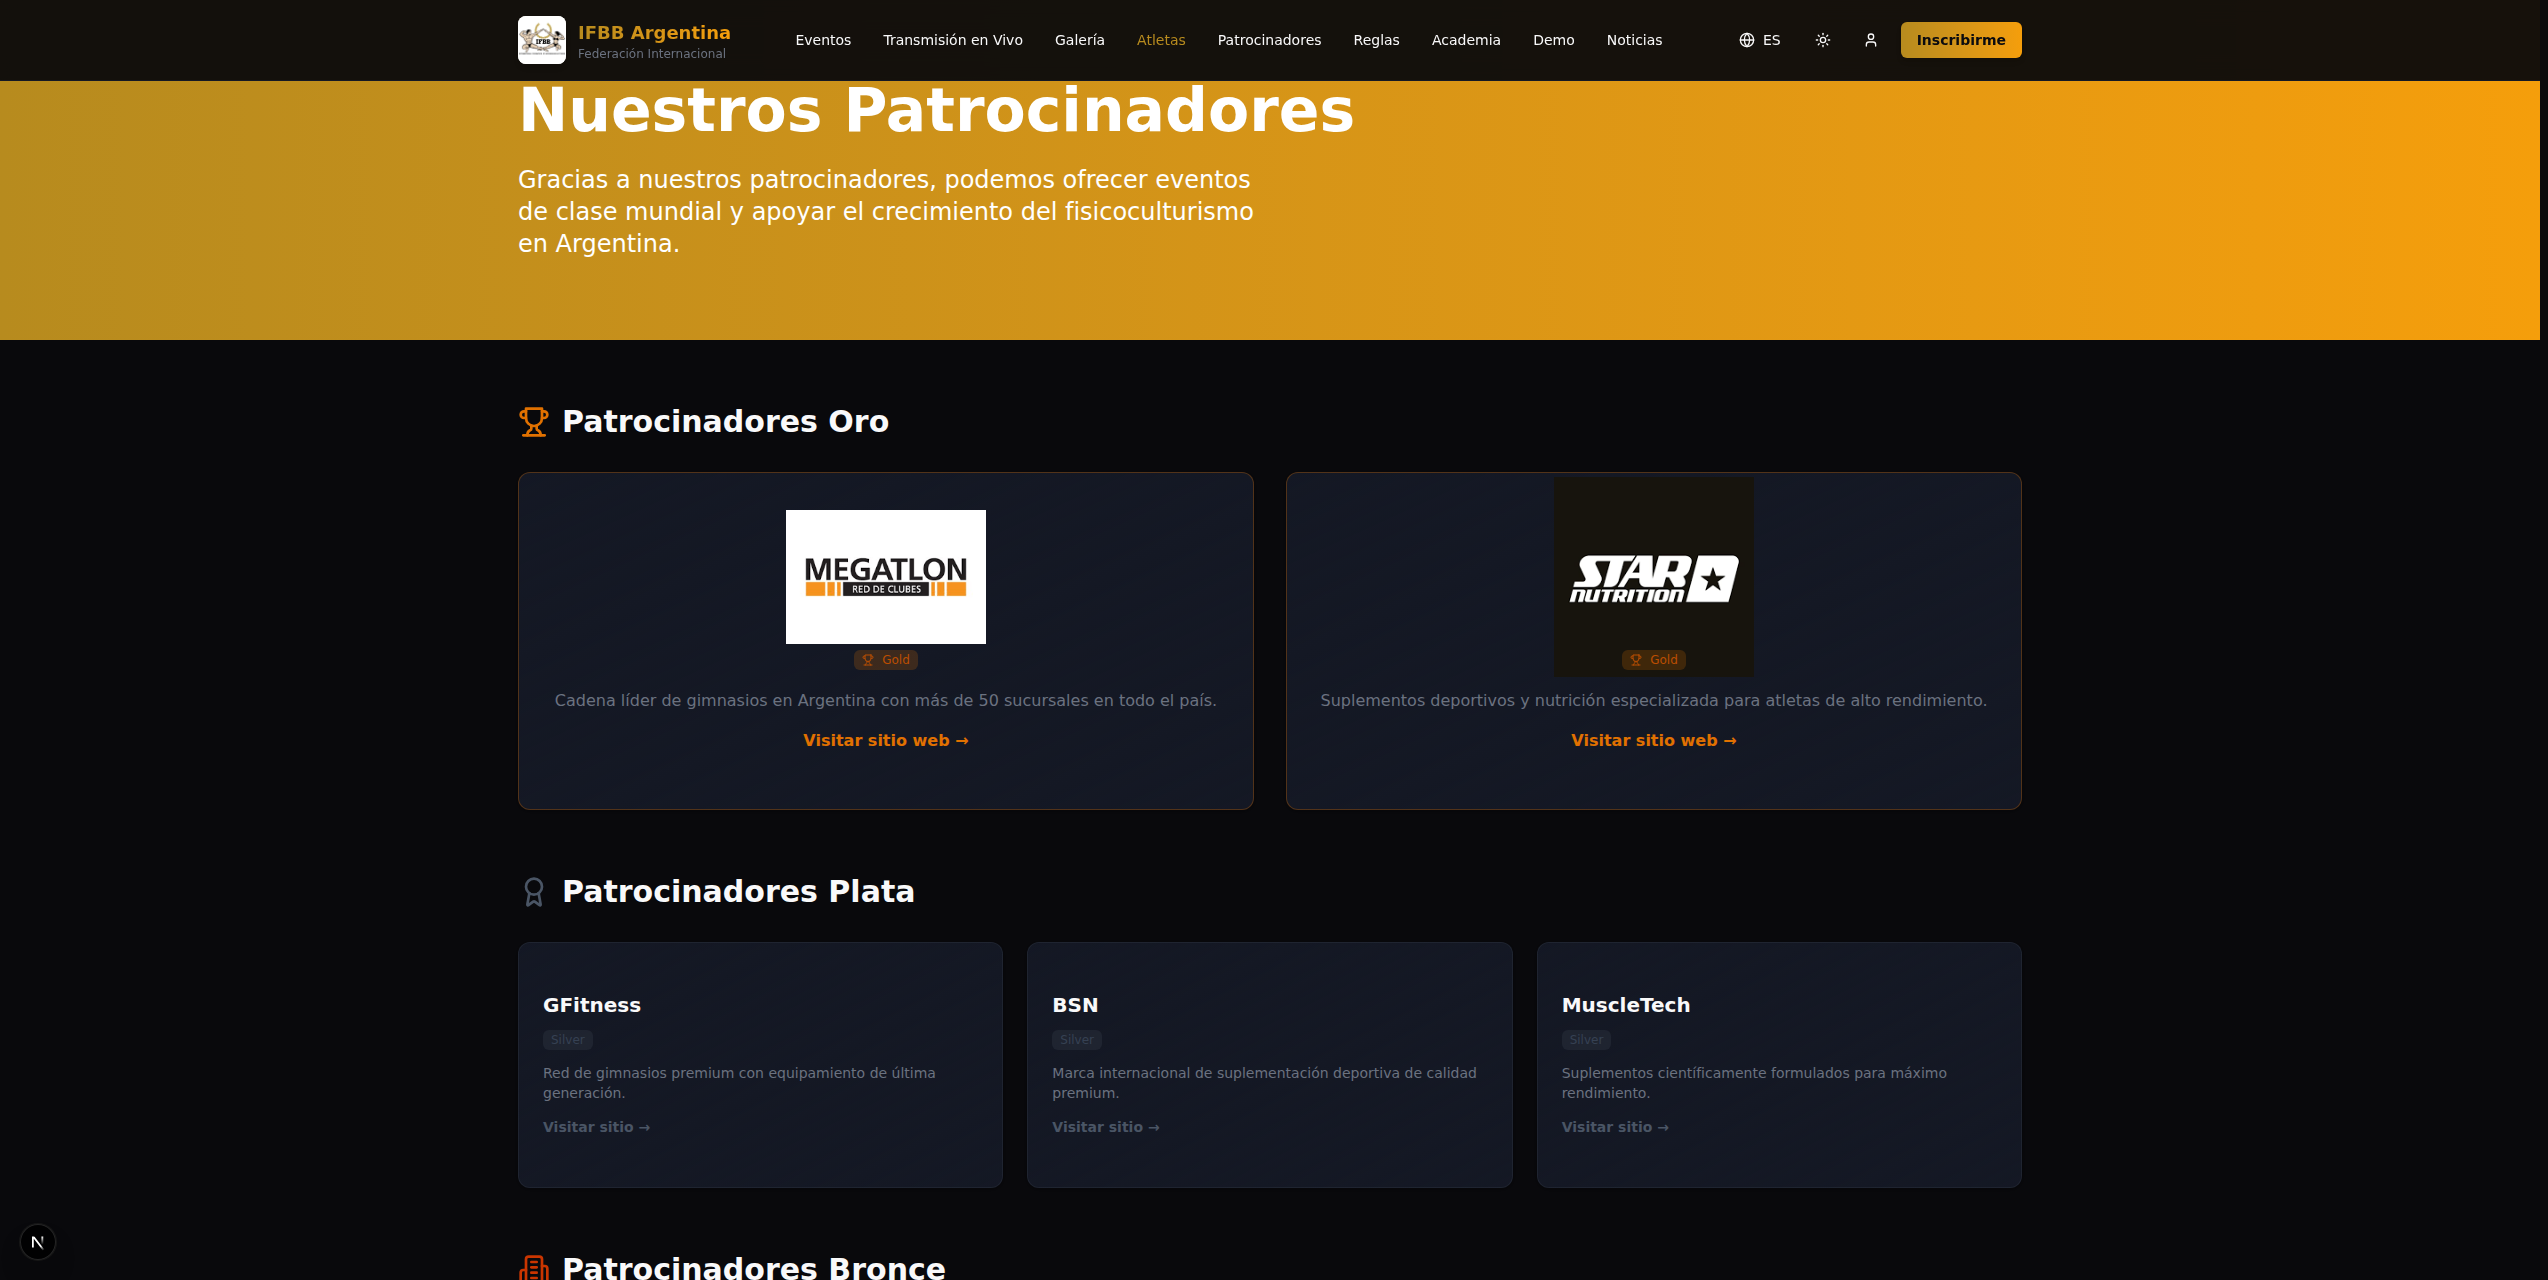 IFBB
IFBB Argentina
Federación Internacional
Eventos
Transmisión en Vivo
Galería
Atletas
Patrocinadores
Reglas
Academia
Demo
Noticias
ES
Inscribirme
Nuestros Patrocinadores
Gracias a nuestros patrocinadores, podemos ofrecer eventos
de clase mundial y apoyar el crecimiento del fisicoculturismo
en Argentina.
Patrocinadores Oro
MEGATLON
RED DE CLUBES
Gold
Cadena líder de gimnasios en Argentina con más de 50 sucursales en todo el país.
Visitar sitio web →
STAR
NUTRITION
Gold
Suplementos deportivos y nutrición especializada para atletas de alto rendimiento.
Visitar sitio web →
Patrocinadores Plata
GFitness
Silver
Red de gimnasios premium con equipamiento de última
generación.
Visitar sitio →
BSN
Silver
Marca internacional de suplementación deportiva de calidad
premium.
Visitar sitio →
MuscleTech
Silver
Suplementos científicamente formulados para máximo
rendimiento.
Visitar sitio →
N
Patrocinadores Bronce